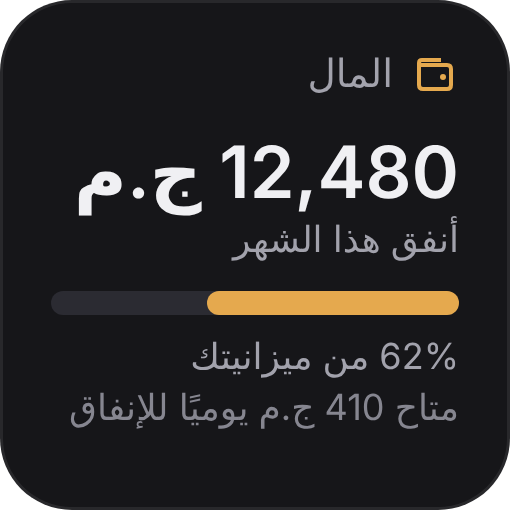 المال
12,480 ج.م
أنفق هذا الشهر
62% من ميزانيتك
متاح 410 ج.م يوميًا للإنفاق